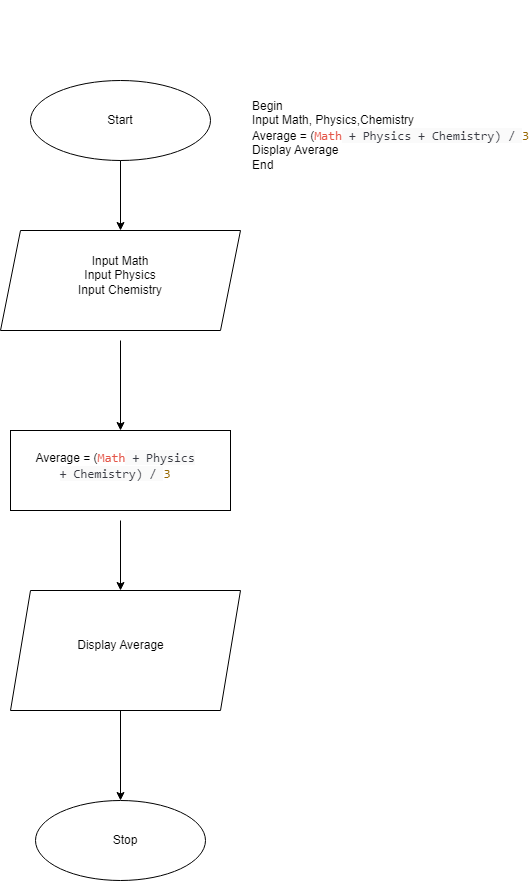 Start
Begin
Input Math, Physics,Chemistry
Average = (Math + Physics + Chemistry) / 3
Display Average
End
Input Math
Input Physics
Input Chemistry
Average = (Math + Physics
+ Chemistry) / 3
Display Average
Stop